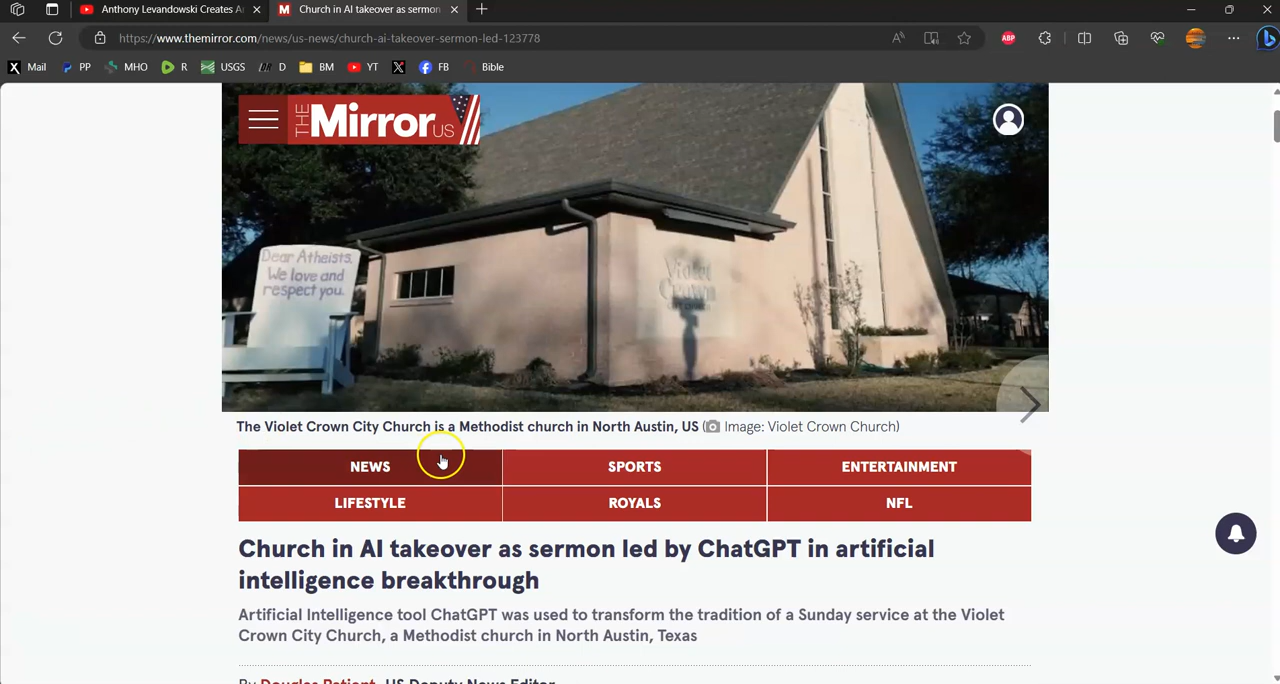 Anthony Levandowski Creates A
Church in AI takeover as sermon
https://www.themirror.com/news/us-news/church-ai-takeover-sermon-led-123778
ABP
Mail PP MHO R USGS D BM YT FB Bible
THE Mirror US
Dear Atheists,
We love and
respect you.
Violet
Crown
The Violet Crown City Church is a Methodist church in North Austin, US (Image: Violet Crown Church)
NEWS SPORTS ENTERTAINMENT
LIFESTYLE ROYALS NFL
Church in AI takeover as sermon led by ChatGPT in artificial
intelligence breakthrough
Artificial Intelligence tool ChatGPT was used to transform the tradition of a Sunday service at the Violet
Crown City Church, a Methodist church in North Austin, Texas
By Douglas Patient, US Deputy News Editor